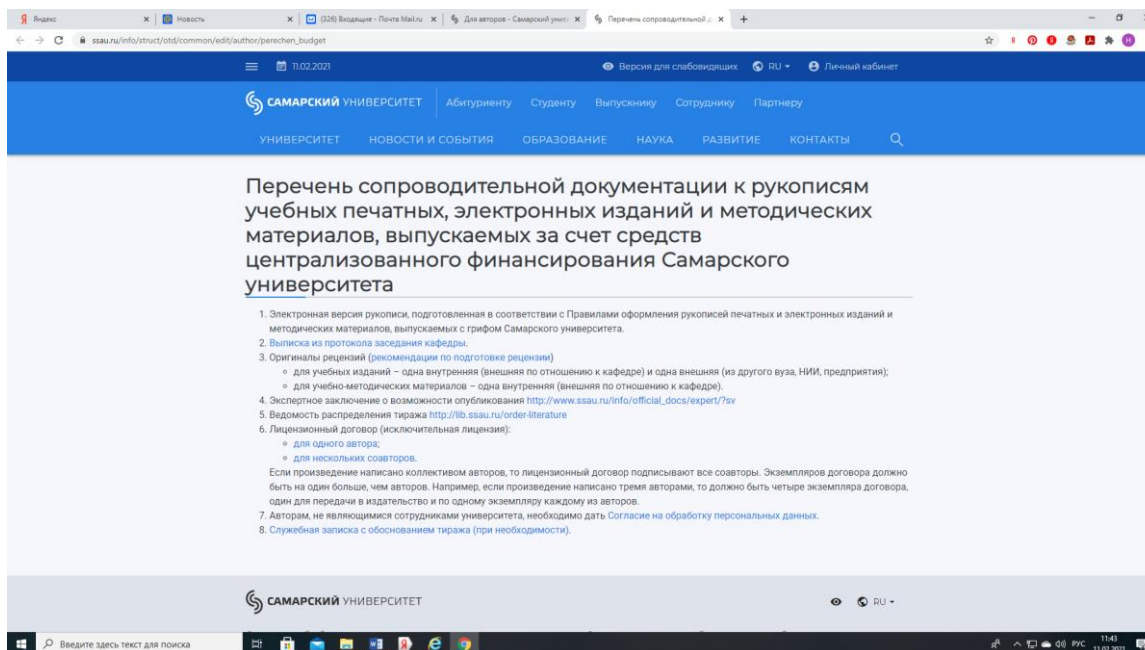 Яндекс
Новость
(326) Входящие - Почта Mail.ru
Для авторов - Самарский унив
Перечень сопроводительной д
ssau.ru/info/struct/otd/common/edit/author/perechen_budget
11.02.2021 Версия для слабовидящих RU Личный кабинет
САМАРСКИЙ УНИВЕРСИТЕТ Абитуриенту Студенту Выпускнику Сотруднику Партнеру
УНИВЕРСИТЕТ НОВОСТИ И СОБЫТИЯ ОБРАЗОВАНИЕ НАУКА РАЗВИТИЕ КОНТАКТЫ
Перечень сопроводительной документации к рукописям
учебных печатных, электронных изданий и методических
материалов, выпускаемых за счет средств
централизованного финансирования Самарского
университета
1. Электронная версия рукописи, подготовленная в соответствии с Правилами оформления рукописей печатных и электронных изданий и
методических материалов, выпускаемых с грифом Самарского университета.
2. Выписка из протокола заседания кафедры.
3. Оригиналы рецензий (рекомендации по подготовке рецензии)
для учебных изданий – одна внутренняя (внешняя по отношению к кафедре) и одна внешняя (из другого вуза, НИИ, предприятия);
для учебно-методических материалов – одна внутренняя (внешняя по отношению к кафедре).
4. Экспертное заключение о возможности опубликования http://www.ssau.ru/info/official_docs/expert/?sv
5. Ведомость распределения тиража http://lib.ssau.ru/order-literature
6. Лицензионный договор (исключительная лицензия):
для одного автора;
для нескольких соавторов.
Если произведение написано коллективом авторов, то лицензионный договор подписывают все соавторы. Экземпляров договора должно
быть на один больше, чем авторов. Например, если произведение написано тремя авторами, то должно быть четыре экземпляра договора,
один для передачи в издательство и по одному экземпляру каждому из авторов.
7. Авторам, не являющимися сотрудниками университета, необходимо дать Согласие на обработку персональных данных.
8. Служебная записка с обоснованием тиража (при необходимости).
САМАРСКИЙ УНИВЕРСИТЕТ RU
Введите здесь текст для поиска
РУС 11:43
11.02.2021